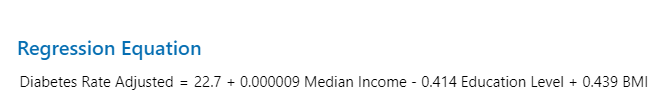 Regression Equation
Diabetes Rate Adjusted = 22.7 + 0.000009 Median Income - 0.414 Education Level + 0.439 BMI